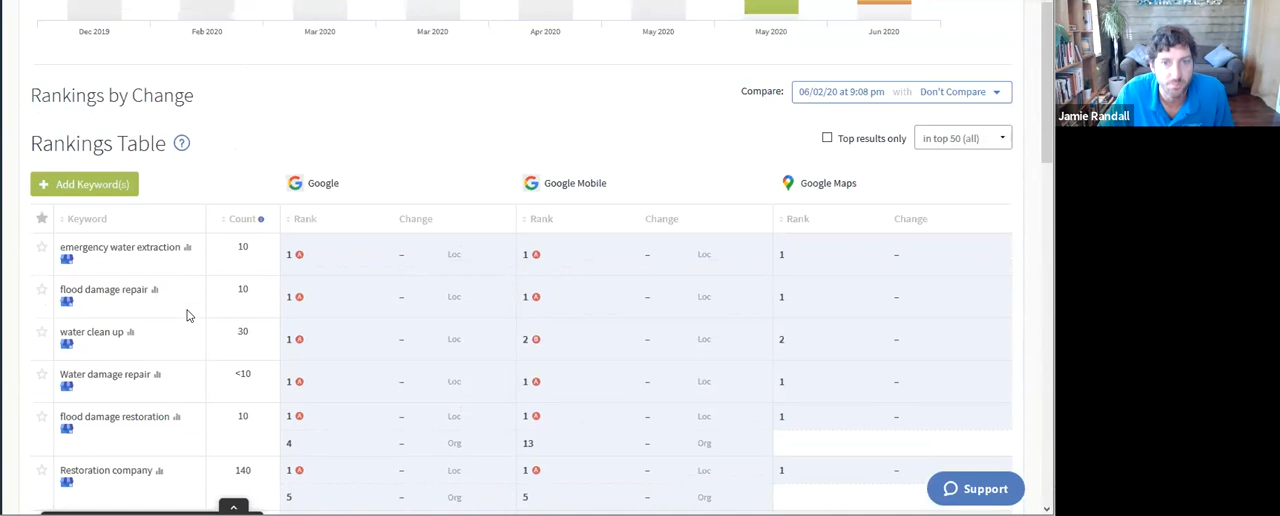 Dec 2019 Feb 2020 Mar 2020 Mar 2020 Apr 2020 May 2020 May 2020 Jun 2020
Jamie Randall
Rankings by Change
Compare: 06/02/20 at 9:08 pm with Don't Compare
Rankings Table ?
Top results only in top 50 (all)
+ Add Keyword(s) Google Google Mobile Google Maps
Keyword Count Rank Change Rank Change Rank Change
emergency water extraction 10 1 A – Loc 1 A – Loc 1 –
flood damage repair 10 1 A – Loc 1 A – Loc 1 –
water clean up 30 1 A – Loc 2 B – Loc 2 –
Water damage repair <10 1 A – Loc 1 A – Loc 1 –
flood damage restoration 10 1 A – Loc 1 A – Loc 1 –
4 – Org 13 – Org
Restoration company 140 1 A – Loc 1 A – Loc 1 –
5 – Org 5 – Org
Support